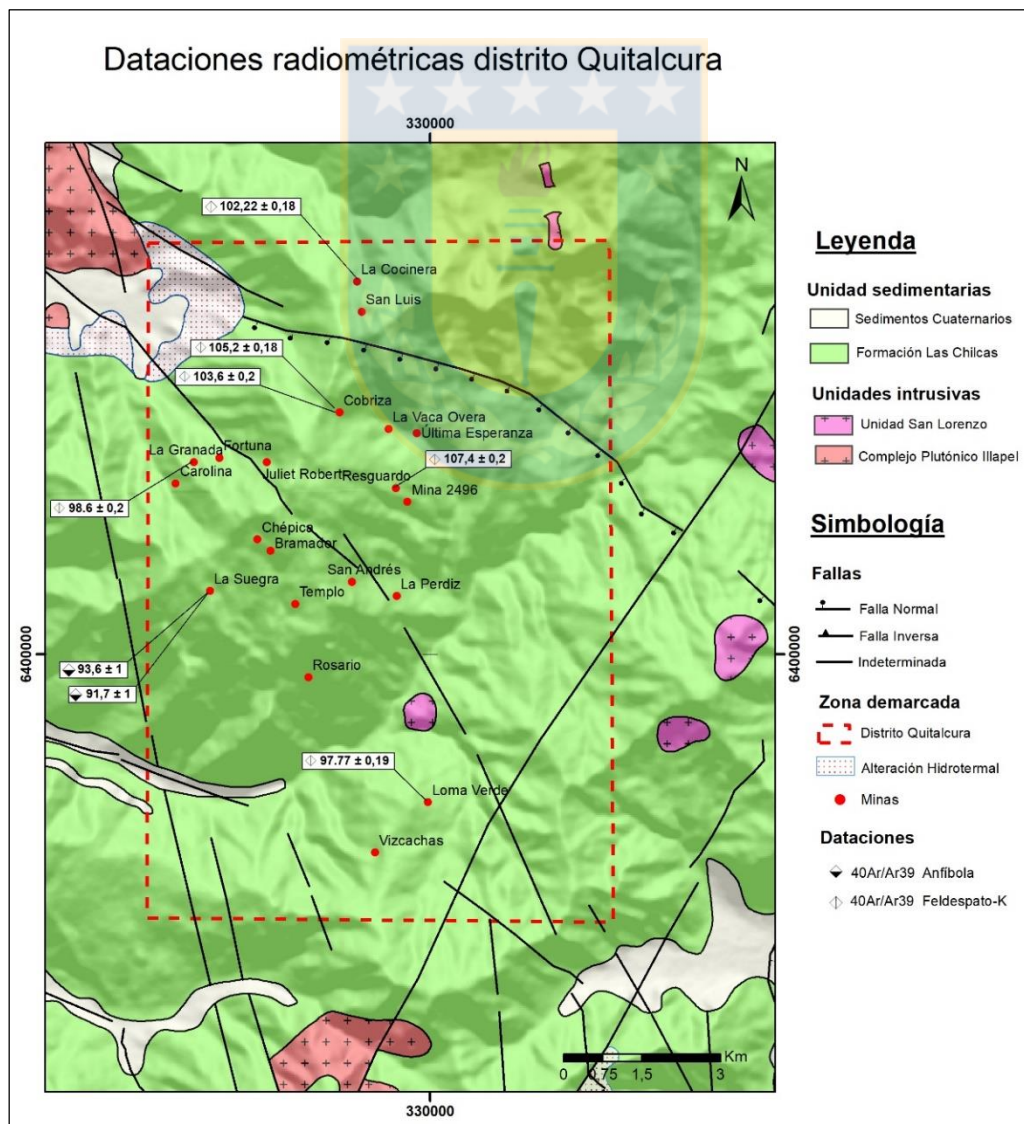 Dataciones radiométricas distrito Quitalcura
330000
N
102,22 ± 0,18
La Cocinera
San Luis
105,2 ± 0,18
103,6 ± 0,2
Cobriza
La Vaca Overa
Última Esperanza
La Granada
Fortuna
107,4 ± 0,2
Carolina
Juliet Robert
Resguardo
Mina 2496
98.6 ± 0,2
Chépica
Bramador
San Andrés
La Suegra
Templo
La Perdiz
6400000
6400000
93,6 ± 1
Rosario
91,7 ± 1
97.77 ± 0,19
Loma Verde
Vizcachas
Km
0 0,75 1,5 3
330000
Leyenda
Unidad sedimentarias
Sedimentos Cuaternarios
Formación Las Chilcas
Unidades intrusivas
Unidad San Lorenzo
Complejo Plutónico Illapel
Simbología
Fallas
Falla Normal
Falla Inversa
Indeterminada
Zona demarcada
Distrito Quitalcura
Alteración Hidrotermal
Minas
Dataciones
40Ar/Ar39 Anfíbola
40Ar/Ar39 Feldespato-K